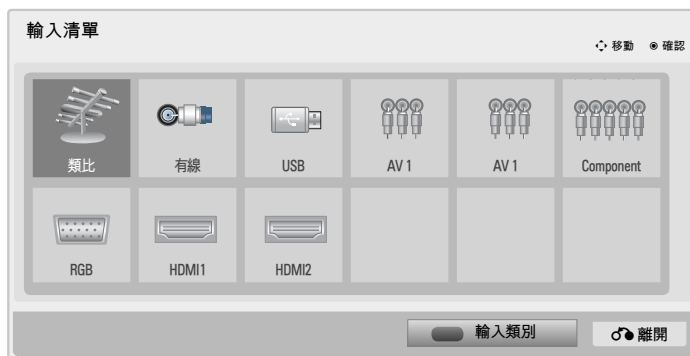 輸入清單
移動 確認
類比 有線 USB AV 1 AV 1 Component
RGB HDMI1 HDMI2
輸入類別 離開